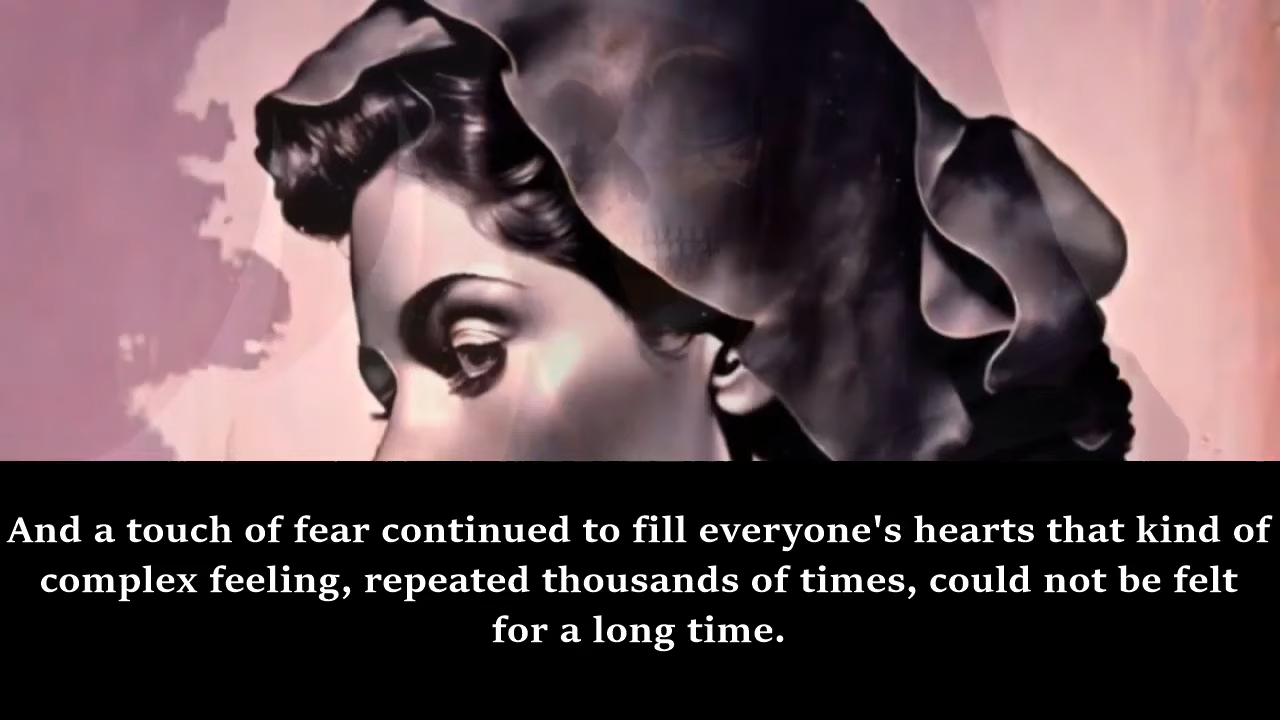 And a touch of fear continued to fill everyone's hearts that kind of
complex feeling, repeated thousands of times, could not be felt
for a long time.